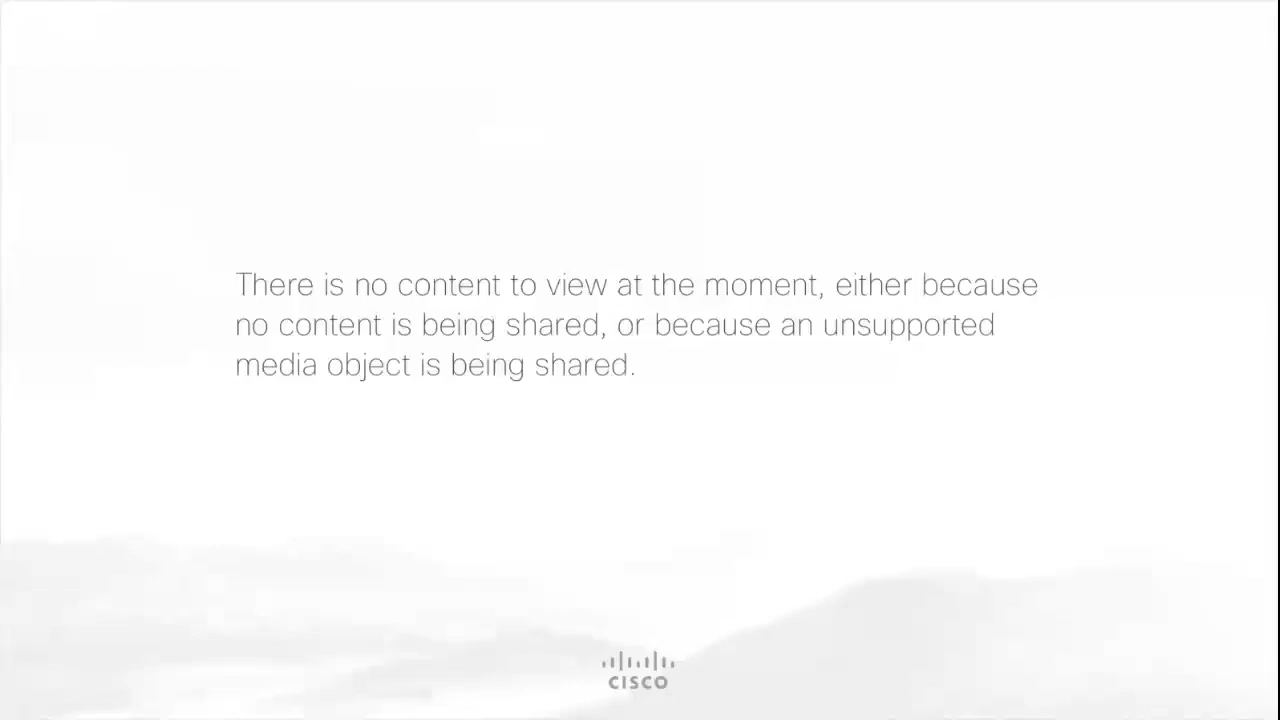 There is no content to view at the moment, either because
no content is being shared, or because an unsupported
media object is being shared.
CISCO